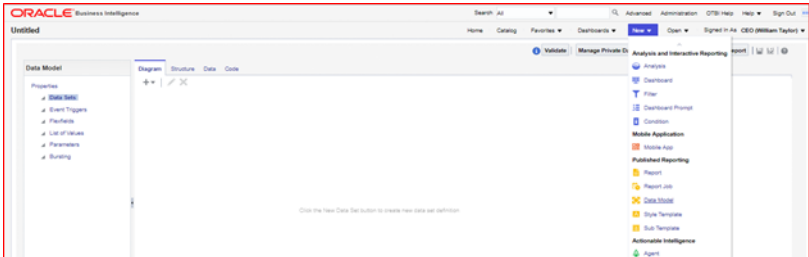 ORACLE Business Intelligence Search All Advanced Administration OTBI Help Help Sign Out
Untitled Home Catalog Favorites Dashboards New Open Signed In As CEO (William Taylor)
Validate Manage Private Da port
Data Model
Properties
Data Sets
Event Triggers
Flexfields
List of Values
Parameters
Bursting
Diagram Structure Data Code
Click the New Data Set button to create new data set definition
Analysis and Interactive Reporting
Analysis
Dashboard
Filter
Dashboard Prompt
Condition
Mobile Application
Mobile App
Published Reporting
Report
Report Job
Data Model
Style Template
Sub Template
Actionable Intelligence
Agent